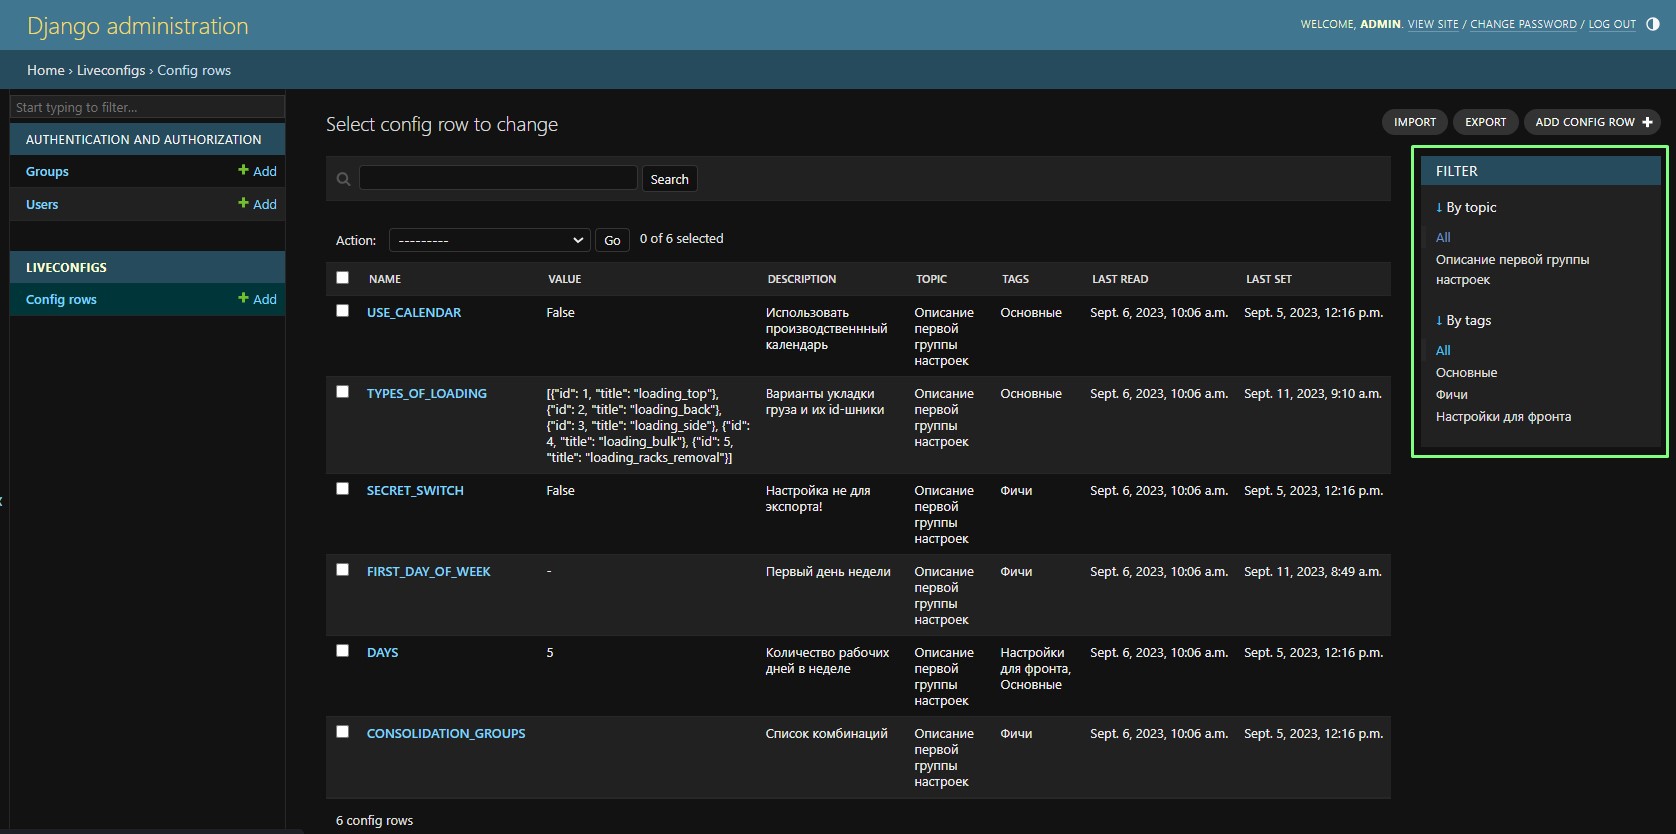 Django administration
WELCOME, ADMIN. VIEW SITE / CHANGE PASSWORD / LOG OUT
Home › Liveconfigs › Config rows
Start typing to filter...
AUTHENTICATION AND AUTHORIZATION
Groups + Add
Users + Add
LIVECONFIGS
Config rows + Add
Select config row to change
IMPORT EXPORT ADD CONFIG ROW +
Search
Action: --------- Go 0 of 6 selected
NAME VALUE DESCRIPTION TOPIC TAGS LAST READ LAST SET
USE_CALENDAR False Использовать Описание Основные Sept. 6, 2023, 10:06 a.m. Sept. 5, 2023, 12:16 p.m.
производственнный первой
календарь группы
настроек
TYPES_OF_LOADING [{"id": 1, "title": "loading_top"}, Варианты укладки Описание Основные Sept. 6, 2023, 10:06 a.m. Sept. 11, 2023, 9:10 a.m.
{"id": 2, "title": "loading_back"}, груза и их id-шники первой
{"id": 3, "title": "loading_side"}, {"id": группы
4, "title": "loading_bulk"}, {"id": 5, настроек
"title": "loading_racks_removal"}]
SECRET_SWITCH False Настройка не для Описание Фичи Sept. 6, 2023, 10:06 a.m. Sept. 5, 2023, 12:16 p.m.
экспорта! первой
группы
настроек
FIRST_DAY_OF_WEEK - Первый день недели Описание Фичи Sept. 6, 2023, 10:06 a.m. Sept. 11, 2023, 8:49 a.m.
первой
группы
настроек
DAYS 5 Количество рабочих Описание Настройки Sept. 6, 2023, 10:06 a.m. Sept. 5, 2023, 12:16 p.m.
дней в неделе первой для фронта,
группы Основные
настроек
CONSOLIDATION_GROUPS Список комбинаций Описание Фичи Sept. 6, 2023, 10:06 a.m. Sept. 5, 2023, 12:16 p.m.
первой
группы
настроек
6 config rows
FILTER
↓ By topic
All
Описание первой группы
настроек
↓ By tags
All
Основные
Фичи
Настройки для фронта